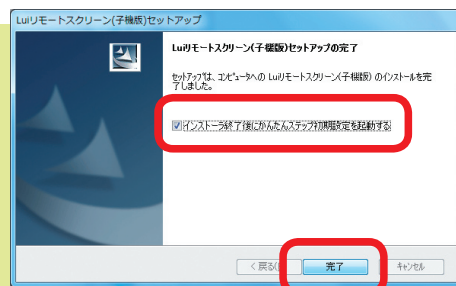 Luiリモートスクリーン(子機版)セットアップ
Luiリモートスクリーン(子機版)セットアップの完了
セットアップは、コンピュータへの Luiリモートスクリーン(子機版) のインストールを完
了しました。
インストーラ終了後にかんたんステップ初期設定を起動する
< 戻る(
完了
キャンセル